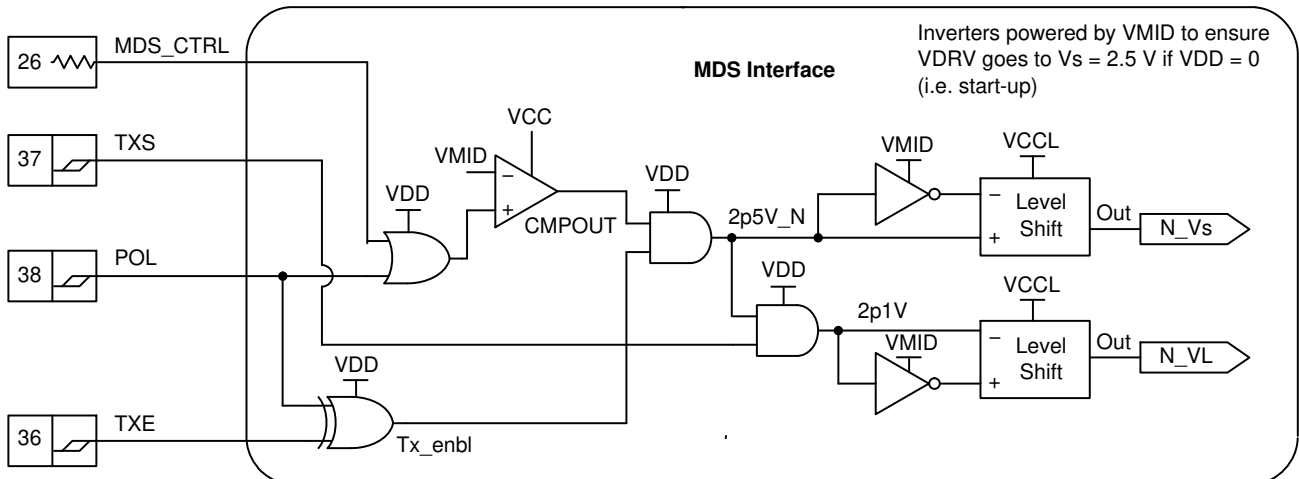 Inverters powered by VMID to ensure
VDRV goes to Vs = 2.5 V if VDD = 0
(i.e. start-up)
MDS Interface
26
MDS_CTRL
37
TXS
38
POL
36
TXE
VDD
VMID
VCC
−
+
CMPOUT
VDD
Tx_enbl
VDD
2p5V_N
VDD
2p1V
VMID
VCCL
−
+
Level
Shift
Out
N_Vs
VMID
VCCL
−
+
Level
Shift
Out
N_VL